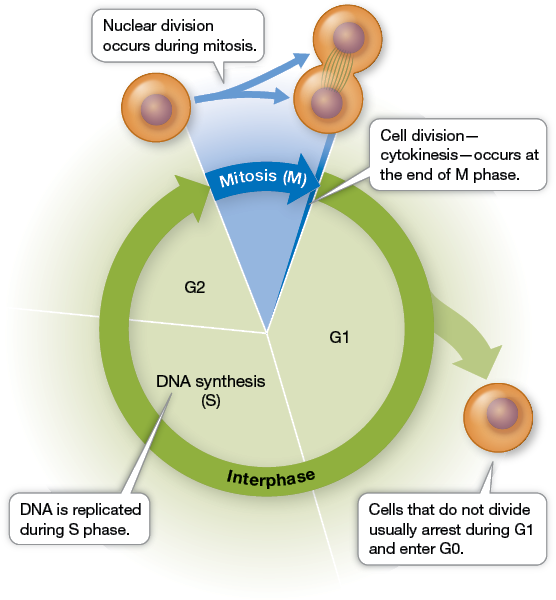 Nuclear division
occurs during mitosis.
Cell division—
cytokinesis—occurs at
the end of M phase.
Mitosis (M)
G2
G1
DNA synthesis
(S)
Interphase
DNA is replicated
during S phase.
Cells that do not divide
usually arrest during G1
and enter G0.